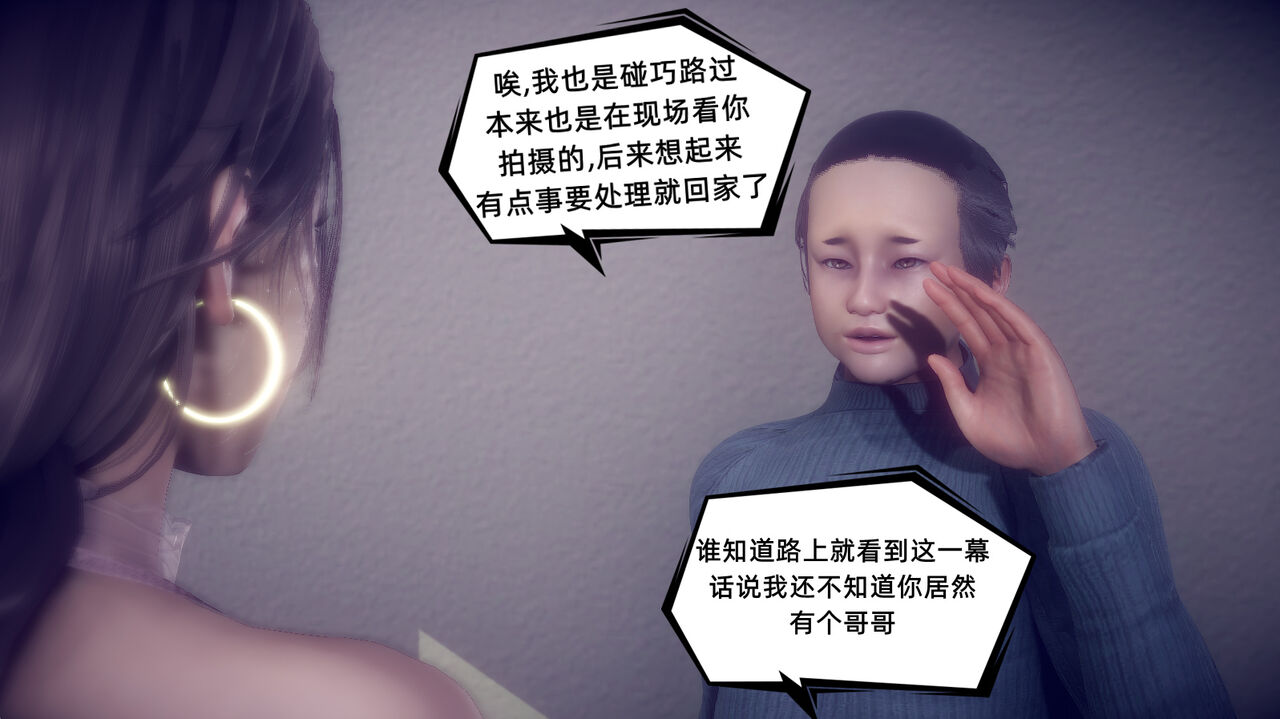 唉,我也是碰巧路过
本来也是在现场看你
拍摄的,后来想起来
有点事要处理就回家了
谁知道路上就看到这一幕
话说我还不知道你居然
有个哥哥